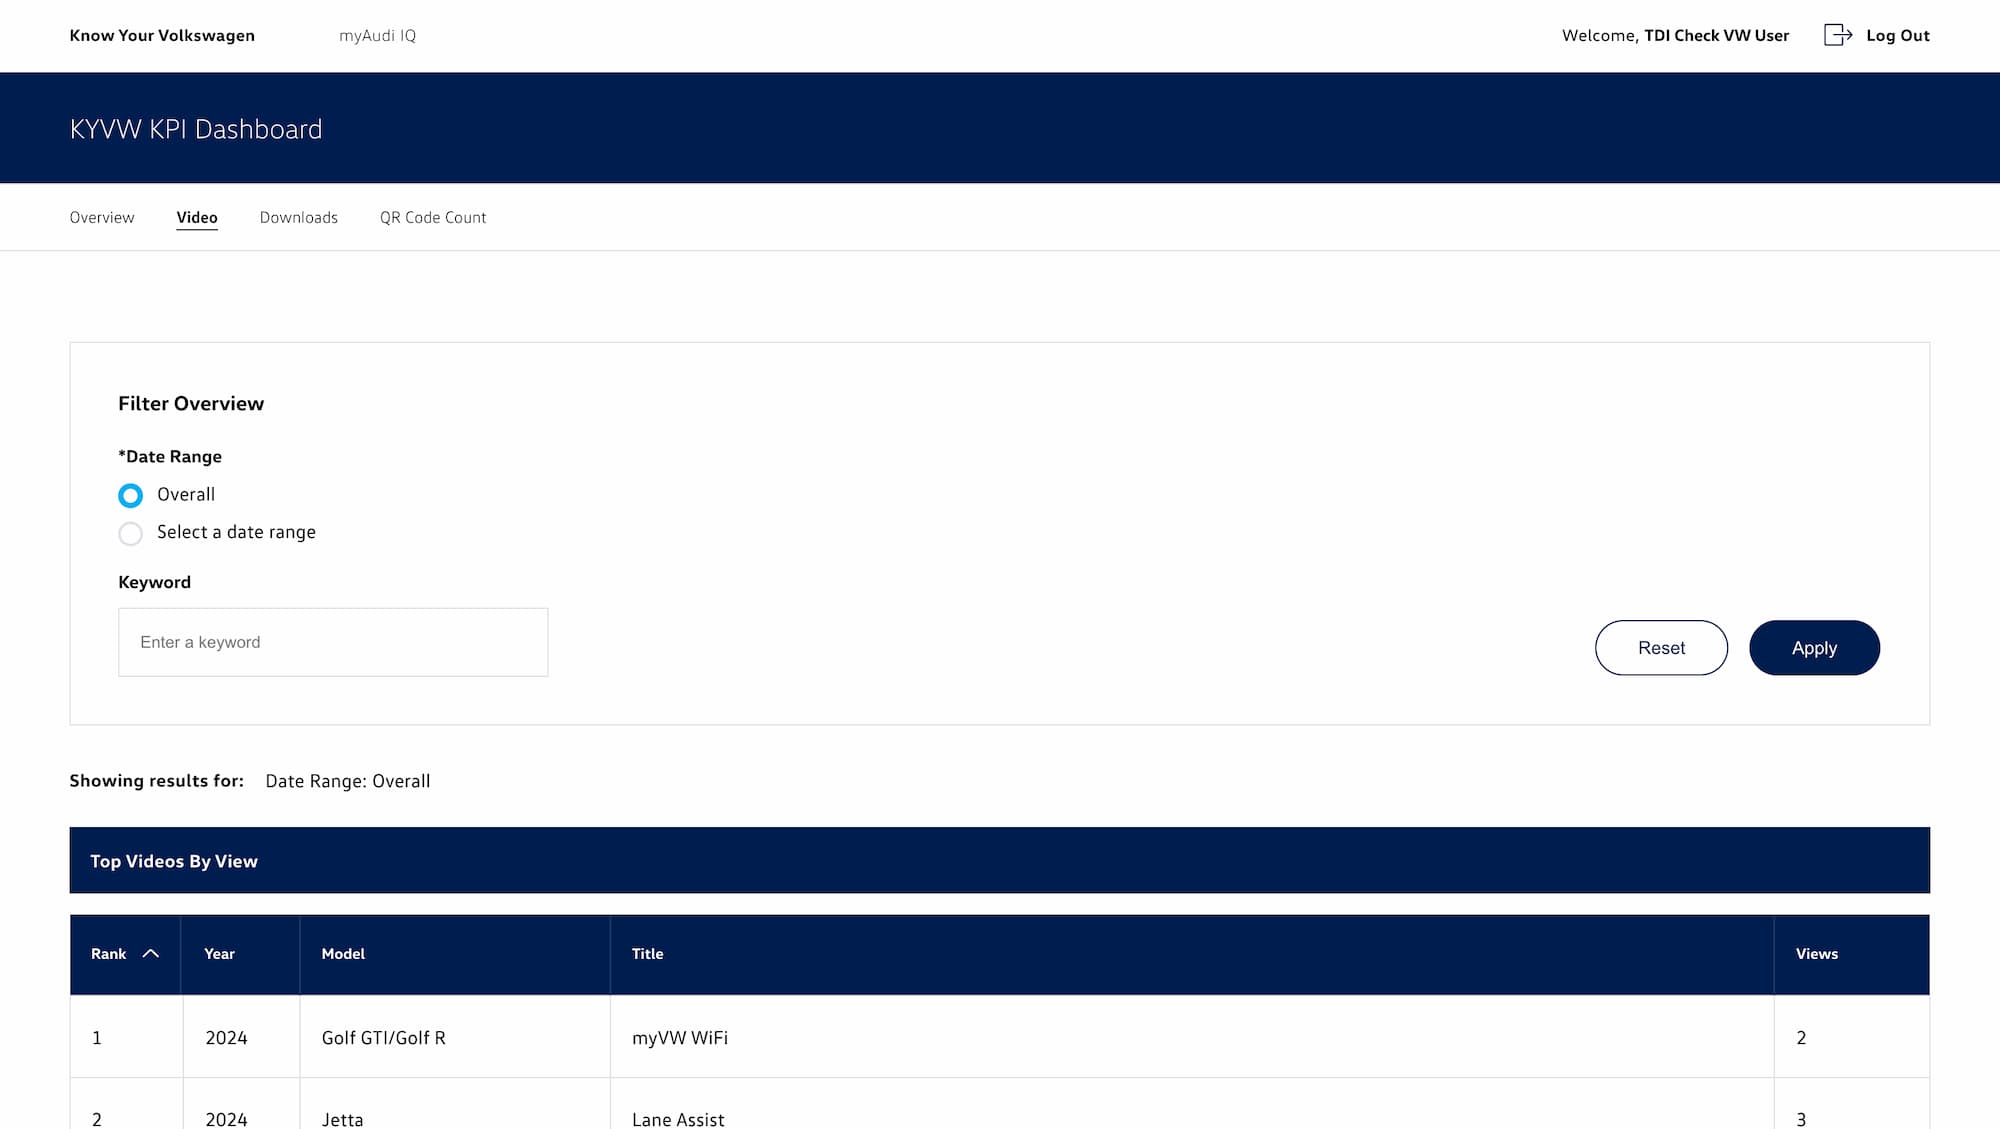 Know Your Volkswagen myAudi IQ Welcome, TDI Check VW User Log Out
KYVW KPI Dashboard
Overview Video Downloads QR Code Count
Filter Overview
*Date Range
Overall
Select a date range
Keyword
Enter a keyword
Reset Apply
Showing results for: Date Range: Overall
Top Videos By View
Rank Year Model Title Views
1 2024 Golf GTI/Golf R myVW WiFi 2
2 2024 Jetta Lane Assist 3